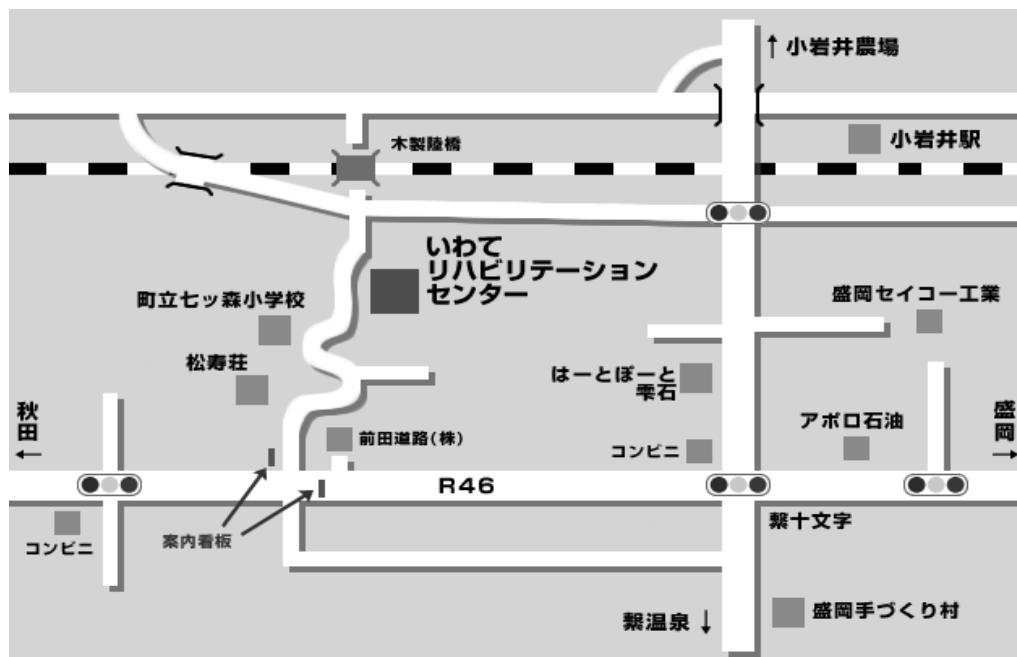 ↑ 小岩井農場
木製陸橋
小岩井駅
いわて
リハビリテーション
センター
町立七ッ森小学校
盛岡セイコー工業
松寿荘
はーとぽーと
雫石
秋田
←
盛岡
→
アポロ石油
前田道路(株)
コンビニ
R46
繋十文字
案内看板
コンビニ
盛岡手づくり村
繋温泉 ↓